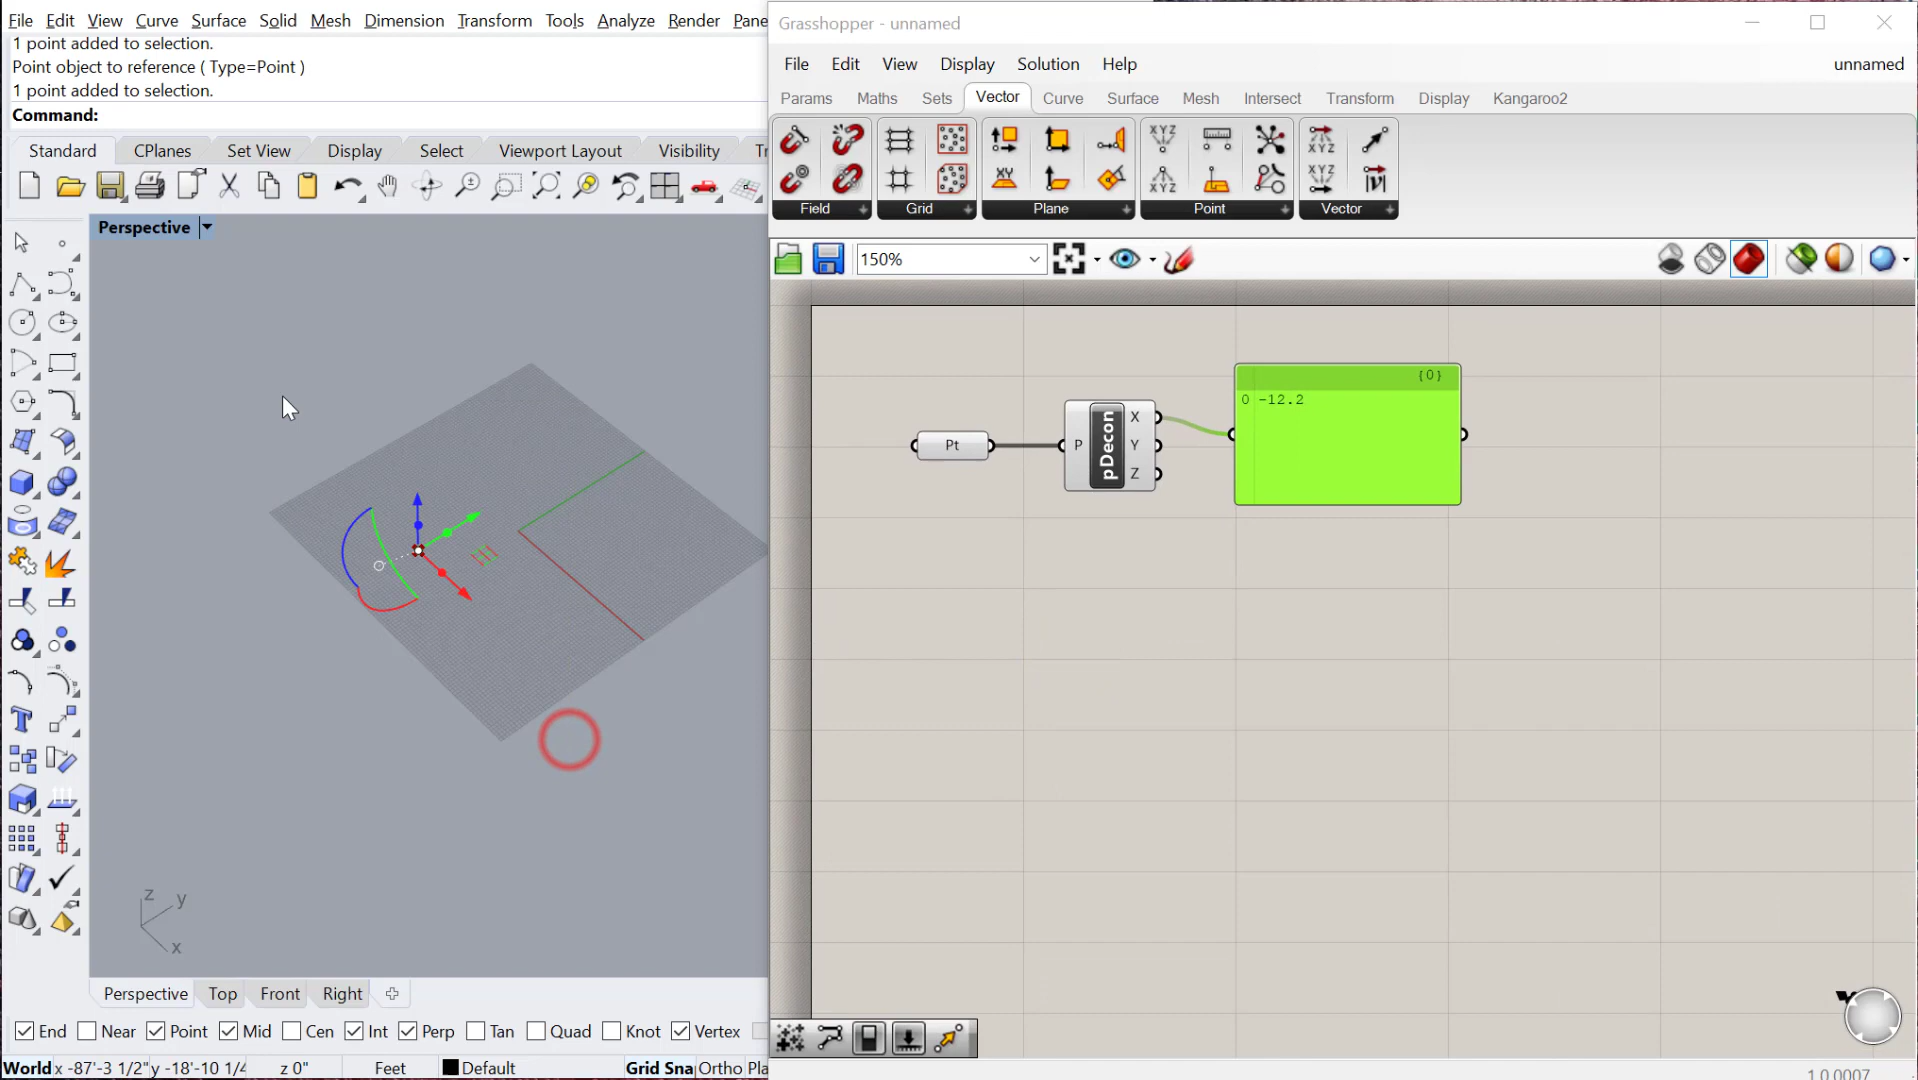 File Edit View Curve Surface Solid Mesh Dimension Transform Tools Analyze Render Pane
1 point added to selection.
Point object to reference ( Type=Point )
1 point added to selection.
Command:
Standard CPlanes Set View Display Select Viewport Layout Visibility Tr
Perspective
z y
x
Perspective Top Front Right
End Near Point Mid Cen Int Perp Tan Quad Knot Vertex
World x -87'-3 1/2" y -18'-10 1/4 z 0" Feet Default Grid Sna Ortho Pla
Grasshopper - unnamed
File Edit View Display Solution Help unnamed
Params Maths Sets Vector Curve Surface Mesh Intersect Transform Display Kangaroo2
Field Grid Plane Point Vector
150%
Pt
P pDecon X Y Z
{0}
0 -12.2
1.0.0007